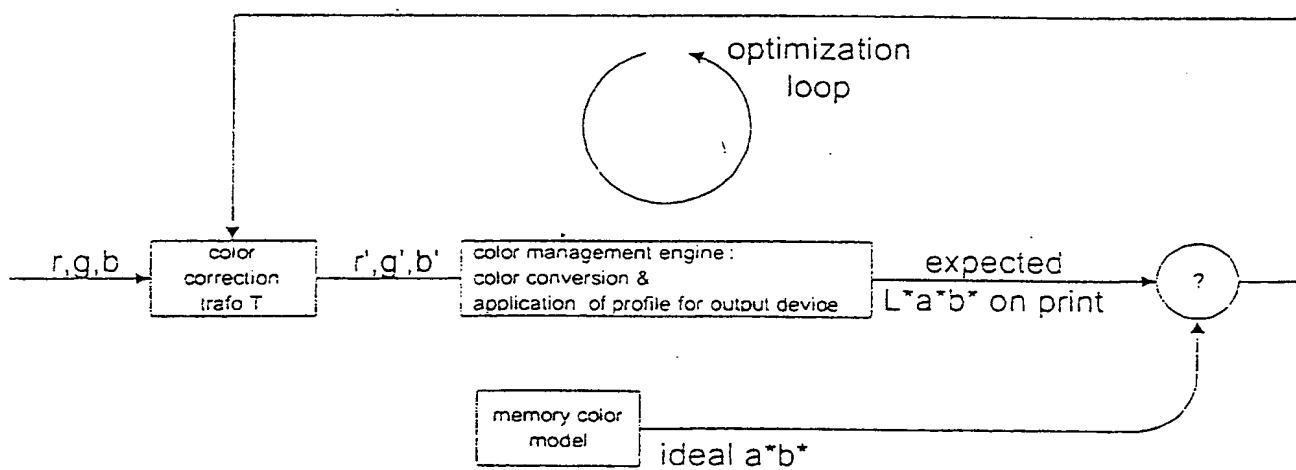 optimization
loop
r,g,b
color
correction
trafo T
r',g',b'
color management engine :
color conversion &
application of profile for output device
expected
L*a*b* on print
?
memory color
model
ideal a*b*